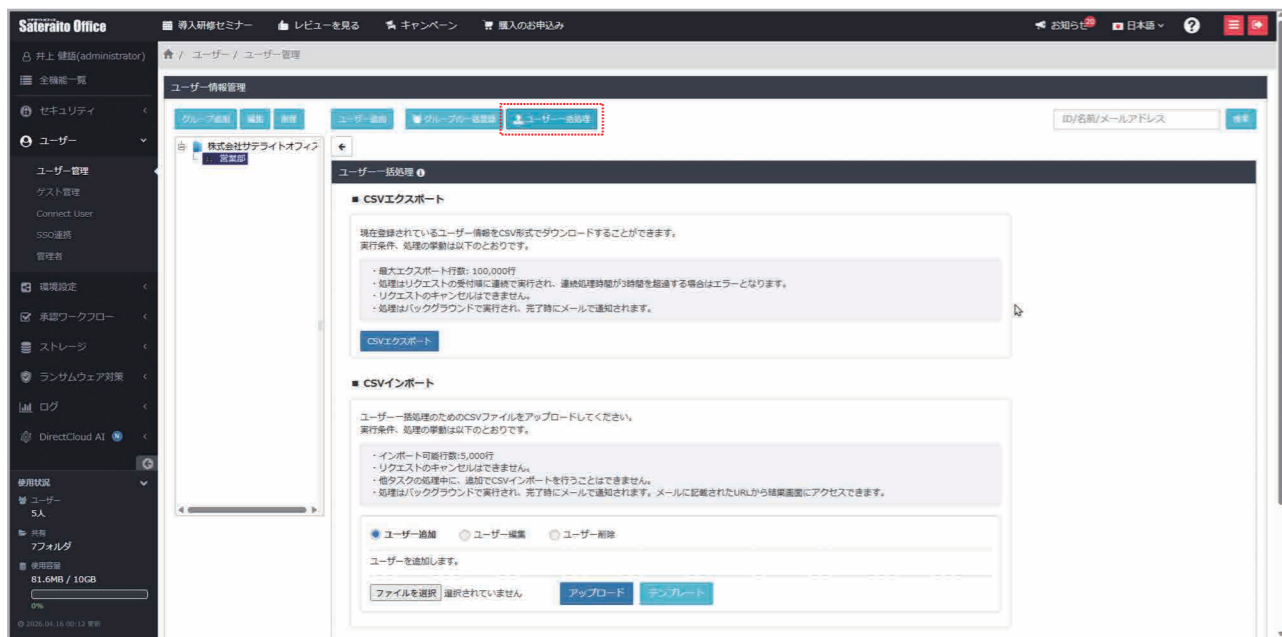 Sateraito Office
導入研修セミナー
レビューを見る
キャンペーン
購入のお申込み
お知らせ 20
日本語
井上 健語(administrator)
全機能一覧
セキュリティ
ユーザー
ユーザー管理
ゲスト管理
Connect User
SSO連携
管理者
環境設定
承認ワークフロー
ストレージ
ランサムウェア対策
ログ
DirectCloud AI N
使用状況
ユーザー
5人
共有
7フォルダ
使用容量
81.6MB / 10GB
0%
2026.04.16 00:12 更新
/ ユーザー / ユーザー管理
ユーザー情報管理
グループ追加 編集 削除
ユーザー追加 グループの一括登録 ユーザー一括処理
ID/名前/メールアドレス 検索
株式会社サテライトオフィス
営業部
ユーザー一括処理
■ CSVエクスポート
現在登録されているユーザー情報をCSV形式でダウンロードすることができます。
実行条件、処理の挙動は以下のとおりです。
・最大エクスポート行数: 100,000行
・処理はリクエストの受付順に連続で実行され、連続処理時間が3時間を超過する場合はエラーとなります。
・リクエストのキャンセルはできません。
・処理はバックグラウンドで実行され、完了時にメールで通知されます。
CSVエクスポート
■ CSVインポート
ユーザー一括処理のためのCSVファイルをアップロードしてください。
実行条件、処理の挙動は以下のとおりです。
・インポート可能行数:5,000行
・リクエストのキャンセルはできません。
・他タスクの処理中に、追加でCSVインポートを行うことはできません。
・処理はバックグラウンドで実行され、完了時にメールで通知されます。メールに記載されたURLから結果画面にアクセスできます。
ユーザー追加 ユーザー編集 ユーザー削除
ユーザーを追加します。
ファイルを選択 選択されていません アップロード テンプレート